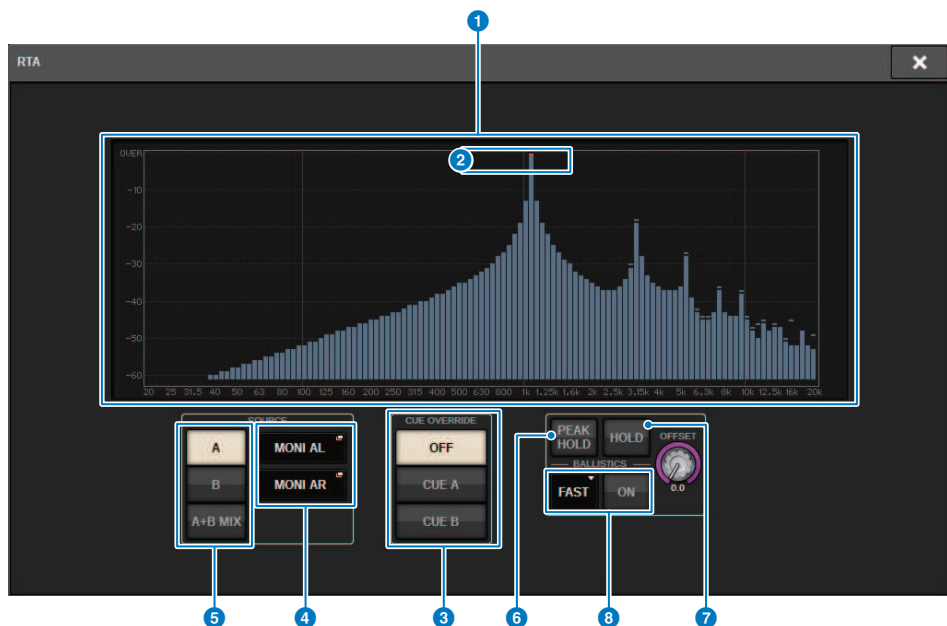 1
RTA
×
2
OVER
-10
-20
-30
-40
-50
-60
20 25 31.5 40 50 63 80 100 125 160 200 250 315 400 500 630 800 1k 1.25k 1.6k 2k 2.5k 3.15k 4k 5k 6.3k 8k 10k 12.5k 16k 20k
SOURCE
A
B
A+B MIX
MONI AL
MONI AR
CUE OVERRIDE
OFF
CUE A
CUE B
PEAK HOLD
HOLD
OFFSET
0.0
BALLISTICS
FAST
ON
5 4 3 6 8 7